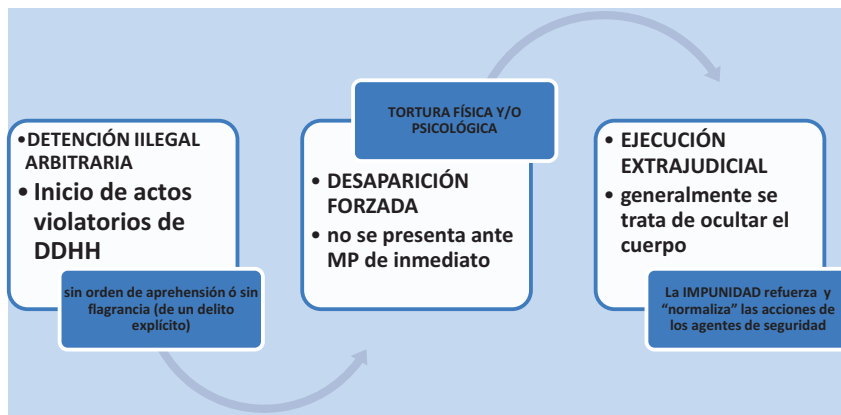 •DETENCIÓN IILEGAL
ARBITRARIA
• Inicio de actos
violatorios de
DDHH
sin orden de aprehensión ó sin
flagrancia (de un delito
explícito)
TORTURA FÍSICA Y/O
PSICOLÓGICA
• DESAPARICIÓN
FORZADA
• no se presenta ante
MP de inmediato
• EJECUCIÓN
EXTRAJUDICIAL
• generalmente se
trata de ocultar el
cuerpo
La IMPUNIDAD refuerza y
“normaliza” las acciones de
los agentes de seguridad